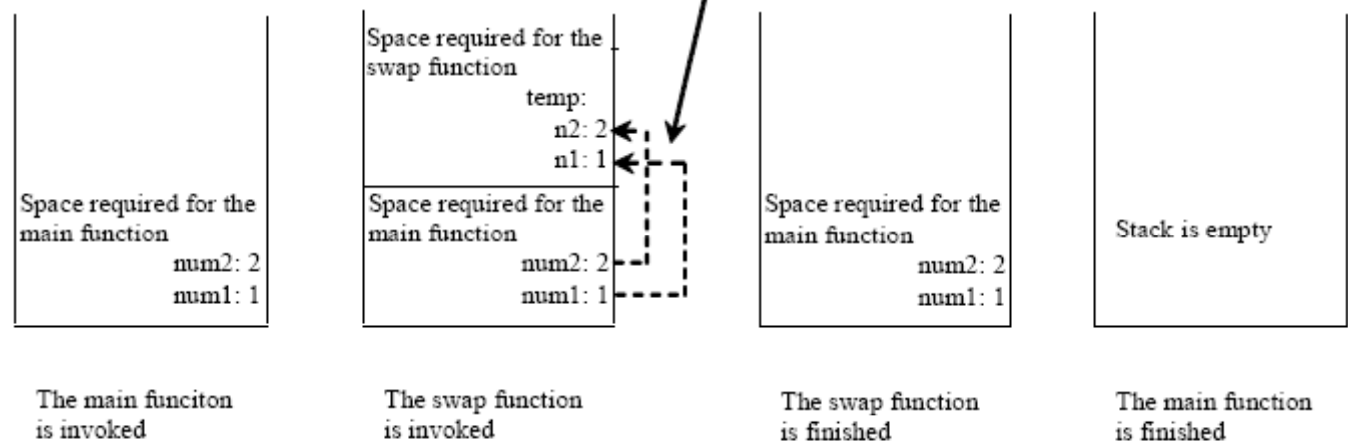 Space required for the
main function
num2: 2
num1: 1
The main funciton
is invoked
Space required for the
swap function
temp:
n2: 2
n1: 1
Space required for the
main function
num2: 2
num1: 1
The swap function
is invoked
Space required for the
main function
num2: 2
num1: 1
The swap function
is finished
Stack is empty
The main function
is finished